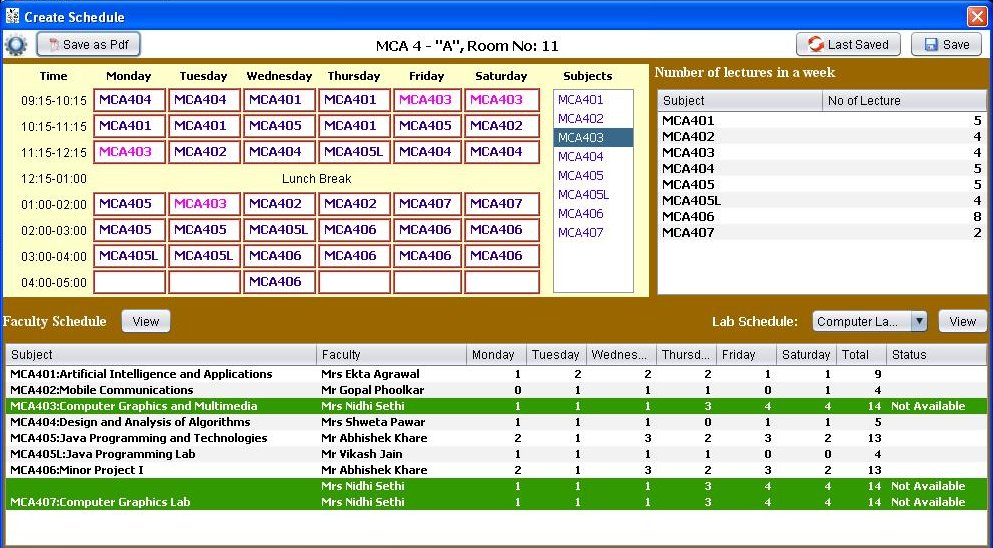 Create Schedule
Save as Pdf MCA 4 - "A", Room No: 11 Last Saved Save
Time Monday Tuesday Wednesday Thursday Friday Saturday Subjects
09:15-10:15 MCA404 MCA404 MCA401 MCA401 MCA403 MCA403
10:15-11:15 MCA401 MCA401 MCA405 MCA401 MCA405 MCA402
11:15-12:15 MCA403 MCA402 MCA404 MCA405L MCA404 MCA404
12:15-01:00 Lunch Break
01:00-02:00 MCA405 MCA403 MCA402 MCA402 MCA407 MCA407
02:00-03:00 MCA405 MCA405 MCA405L MCA406 MCA406 MCA406
03:00-04:00 MCA405L MCA405L MCA406 MCA406 MCA406 MCA406
04:00-05:00 MCA406
MCA401
MCA402
MCA403
MCA404
MCA405
MCA405L
MCA406
MCA407
Number of lectures in a week
Subject No of Lecture
MCA401 5
MCA402 4
MCA403 4
MCA404 5
MCA405 5
MCA405L 4
MCA406 8
MCA407 2
Faculty Schedule View Lab Schedule: Computer La... View
Subject Faculty Monday Tuesday Wednes... Thursd... Friday Saturday Total Status
MCA401:Artificial Intelligence and Applications Mrs Ekta Agrawal 1 2 2 2 1 1 9
MCA402:Mobile Communications Mr Gopal Phoolkar 0 1 1 1 0 1 4
MCA403:Computer Graphics and Multimedia Mrs Nidhi Sethi 1 1 1 3 4 4 14 Not Available
MCA404:Design and Analysis of Algorithms Mrs Shweta Pawar 1 1 1 0 1 1 5
MCA405:Java Programming and Technologies Mr Abhishek Khare 2 1 3 2 3 2 13
MCA405L:Java Programming Lab Mr Vikash Jain 1 1 1 1 0 0 4
MCA406:Minor Project I Mr Abhishek Khare 2 1 3 2 3 2 13
Mrs Nidhi Sethi 1 1 1 3 4 4 14 Not Available
MCA407:Computer Graphics Lab Mrs Nidhi Sethi 1 1 1 3 4 4 14 Not Available